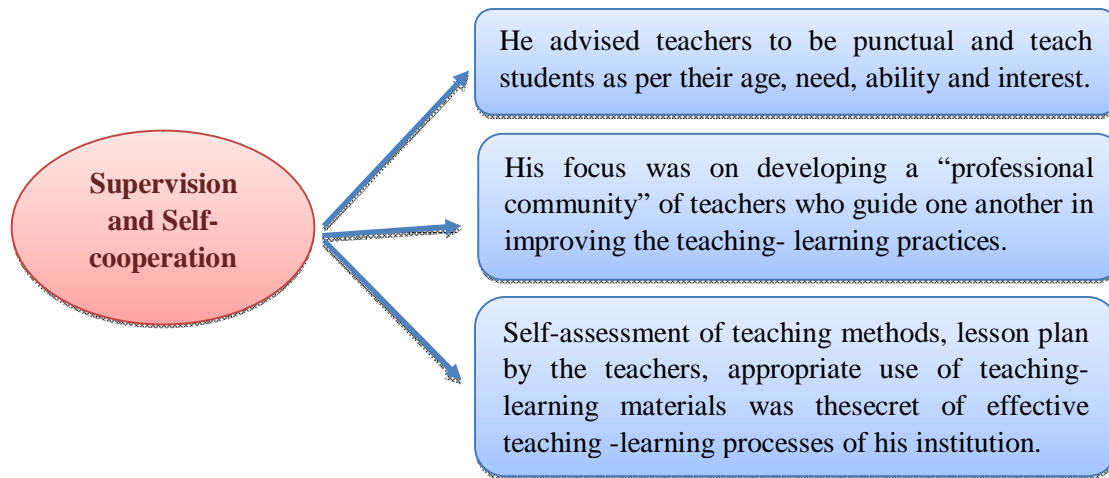 Supervision
and Self-
cooperation
He advised teachers to be punctual and teach
students as per their age, need, ability and interest.
His focus was on developing a “professional
community” of teachers who guide one another in
improving the teaching- learning practices.
Self-assessment of teaching methods, lesson plan
by the teachers, appropriate use of teaching-
learning materials was thesecret of effective
teaching -learning processes of his institution.